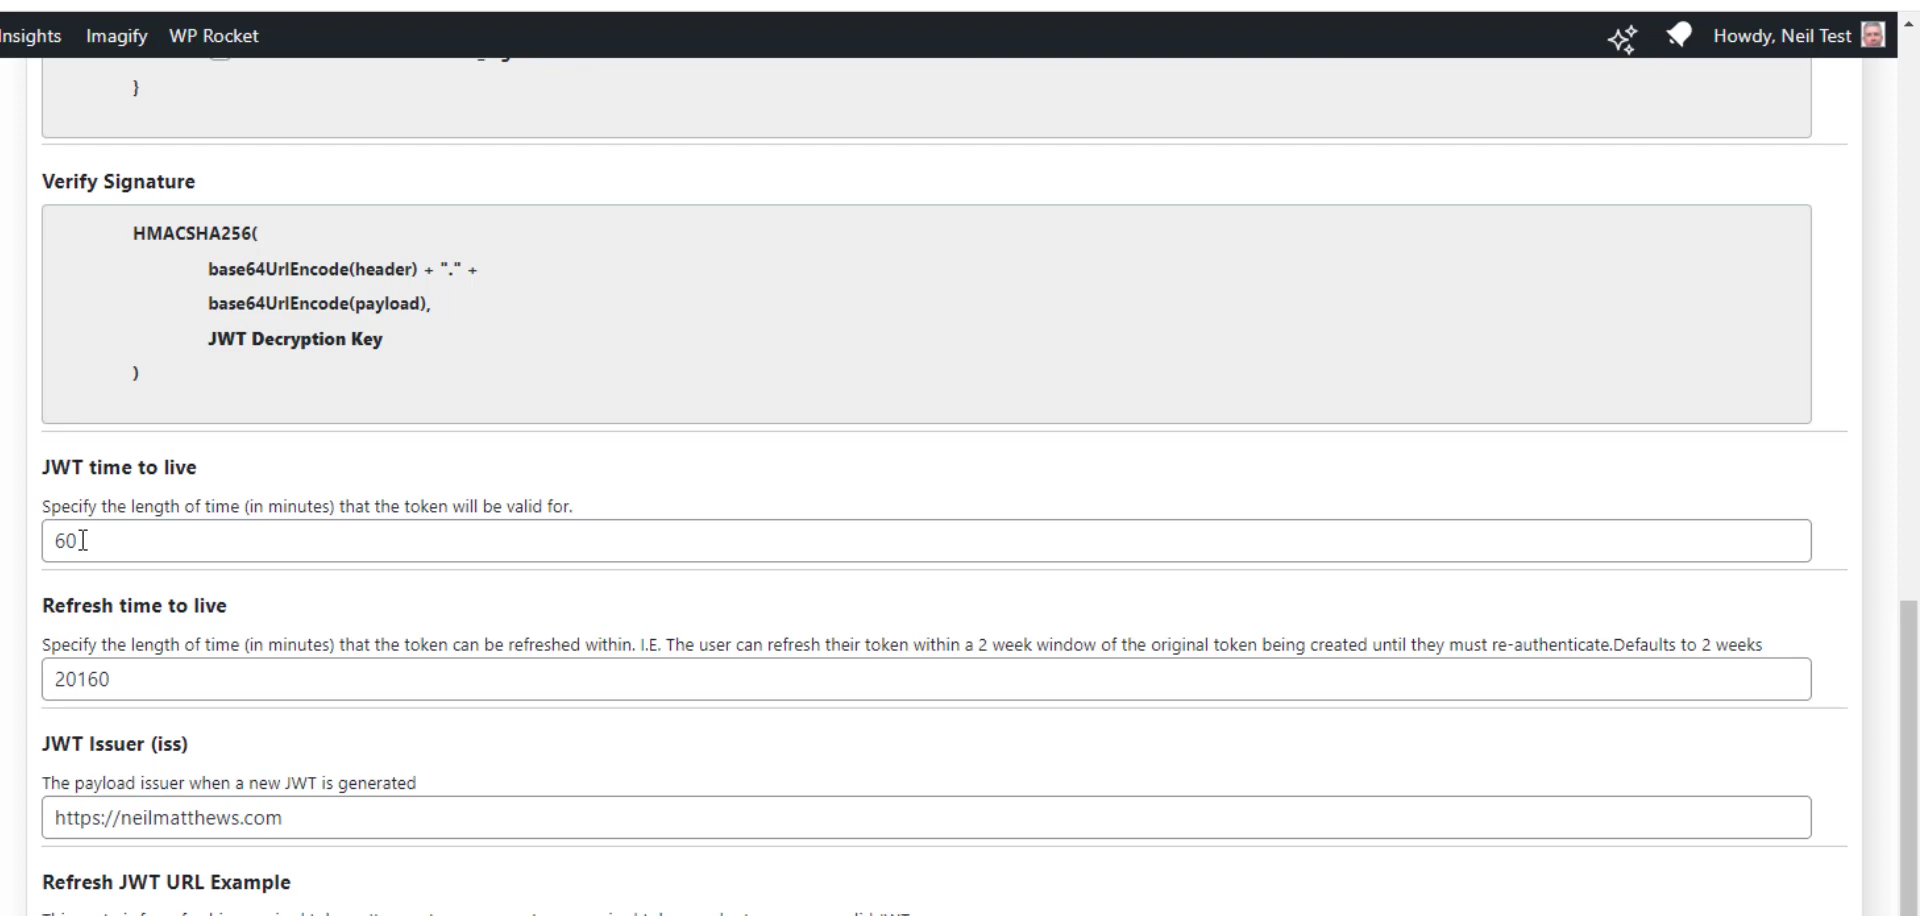 nsights Imagify WP Rocket Howdy, Neil Test
}
Verify Signature
HMACSHA256(
base64UrlEncode(header) + "." +
base64UrlEncode(payload),
JWT Decryption Key
)
JWT time to live
Specify the length of time (in minutes) that the token will be valid for.
60
Refresh time to live
Specify the length of time (in minutes) that the token can be refreshed within. I.E. The user can refresh their token within a 2 week window of the original token being created until they must re-authenticate.Defaults to 2 weeks
20160
JWT Issuer (iss)
The payload issuer when a new JWT is generated
https://neilmatthews.com
Refresh JWT URL Example